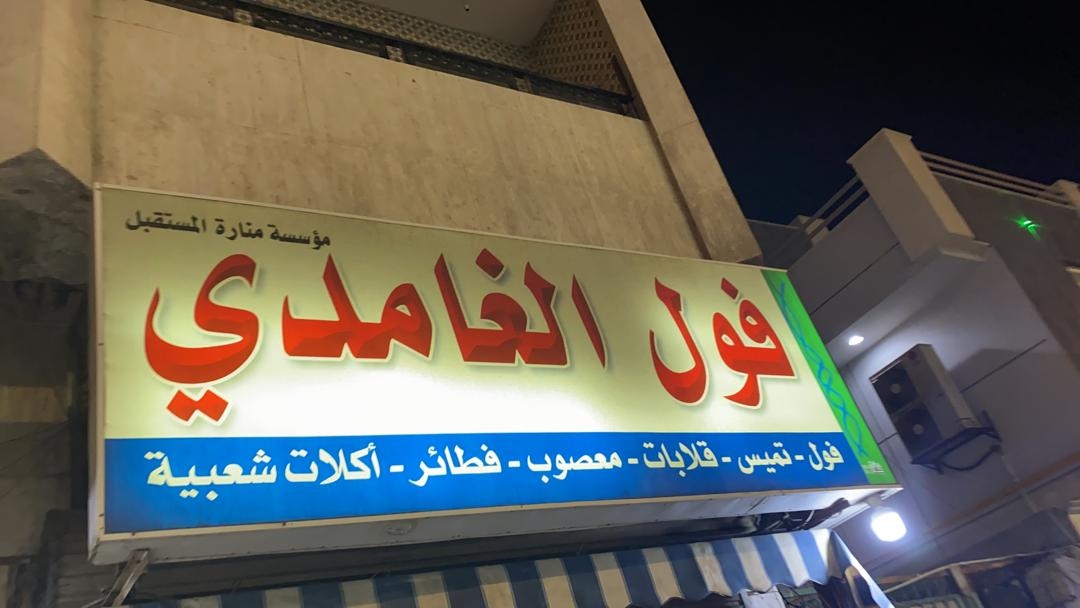 مؤسسة منارة المستقبل
فول الغامدي
فول - تميس - قلابات - معصوب - فطائر - أكلات شعبية